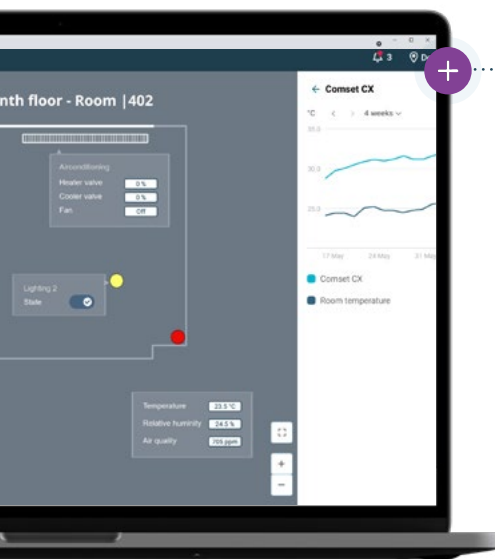 3
nth floor - Room |402
Airconditioning
Heater valve 0 %
Cooler valve 0 %
Fan Off
Lighting 2
State
Temperature 23.5 °C
Relative huminity 24.5 %
Air quality 705 ppm
+
−
← Comset CX
°C < > 4 weeks
35.0
30.0
25.0
17 May 24 May 31 May
Comset CX
Room temperature
+